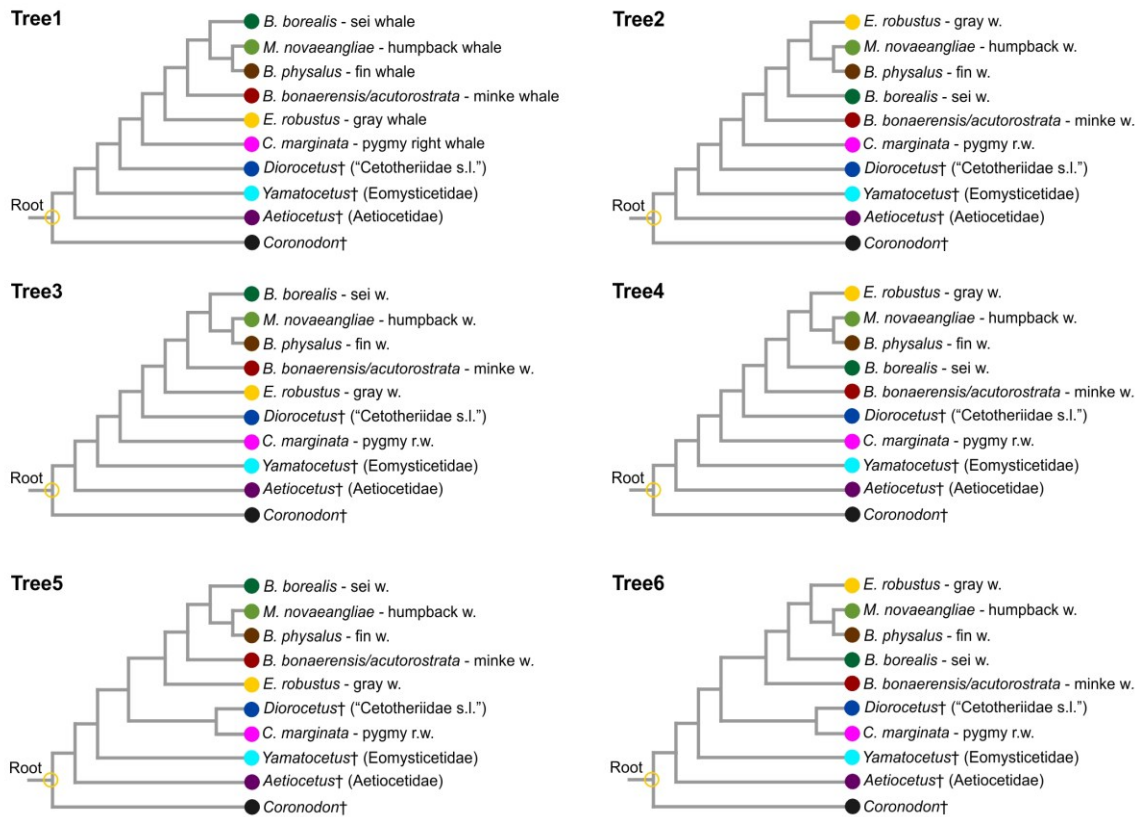 Tree1
B. borealis - sei whale
M. novaeangliae - humpback whale
B. physalus - fin whale
B. bonaerensis/acutorostrata - minke whale
E. robustus - gray whale
C. marginata - pygmy right whale
Diorocetus† (“Cetotheriidae s.l.”)
Yamatocetus† (Eomysticetidae)
Root
Aetiocetus† (Aetiocetidae)
Coronodon†
Tree2
E. robustus - gray w.
M. novaeangliae - humpback w.
B. physalus - fin w.
B. borealis - sei w.
B. bonaerensis/acutorostrata - minke w.
C. marginata - pygmy r.w.
Diorocetus† (“Cetotheriidae s.l.”)
Yamatocetus† (Eomysticetidae)
Root
Aetiocetus† (Aetiocetidae)
Coronodon†
Tree3
B. borealis - sei w.
M. novaeangliae - humpback w.
B. physalus - fin w.
B. bonaerensis/acutorostrata - minke w.
E. robustus - gray w.
Diorocetus† (“Cetotheriidae s.l.”)
C. marginata - pygmy r.w.
Yamatocetus† (Eomysticetidae)
Root
Aetiocetus† (Aetiocetidae)
Coronodon†
Tree4
E. robustus - gray w.
M. novaeangliae - humpback w.
B. physalus - fin w.
B. borealis - sei w.
B. bonaerensis/acutorostrata - minke w.
Diorocetus† (“Cetotheriidae s.l.”)
C. marginata - pygmy r.w.
Yamatocetus† (Eomysticetidae)
Root
Aetiocetus† (Aetiocetidae)
Coronodon†
Tree5
B. borealis - sei w.
M. novaeangliae - humpback w.
B. physalus - fin w.
B. bonaerensis/acutorostrata - minke w.
E. robustus - gray w.
Diorocetus† (“Cetotheriidae s.l.”)
C. marginata - pygmy r.w.
Yamatocetus† (Eomysticetidae)
Root
Aetiocetus† (Aetiocetidae)
Coronodon†
Tree6
E. robustus - gray w.
M. novaeangliae - humpback w.
B. physalus - fin w.
B. borealis - sei w.
B. bonaerensis/acutorostrata - minke w.
Diorocetus† (“Cetotheriidae s.l.”)
C. marginata - pygmy r.w.
Yamatocetus† (Eomysticetidae)
Root
Aetiocetus† (Aetiocetidae)
Coronodon†